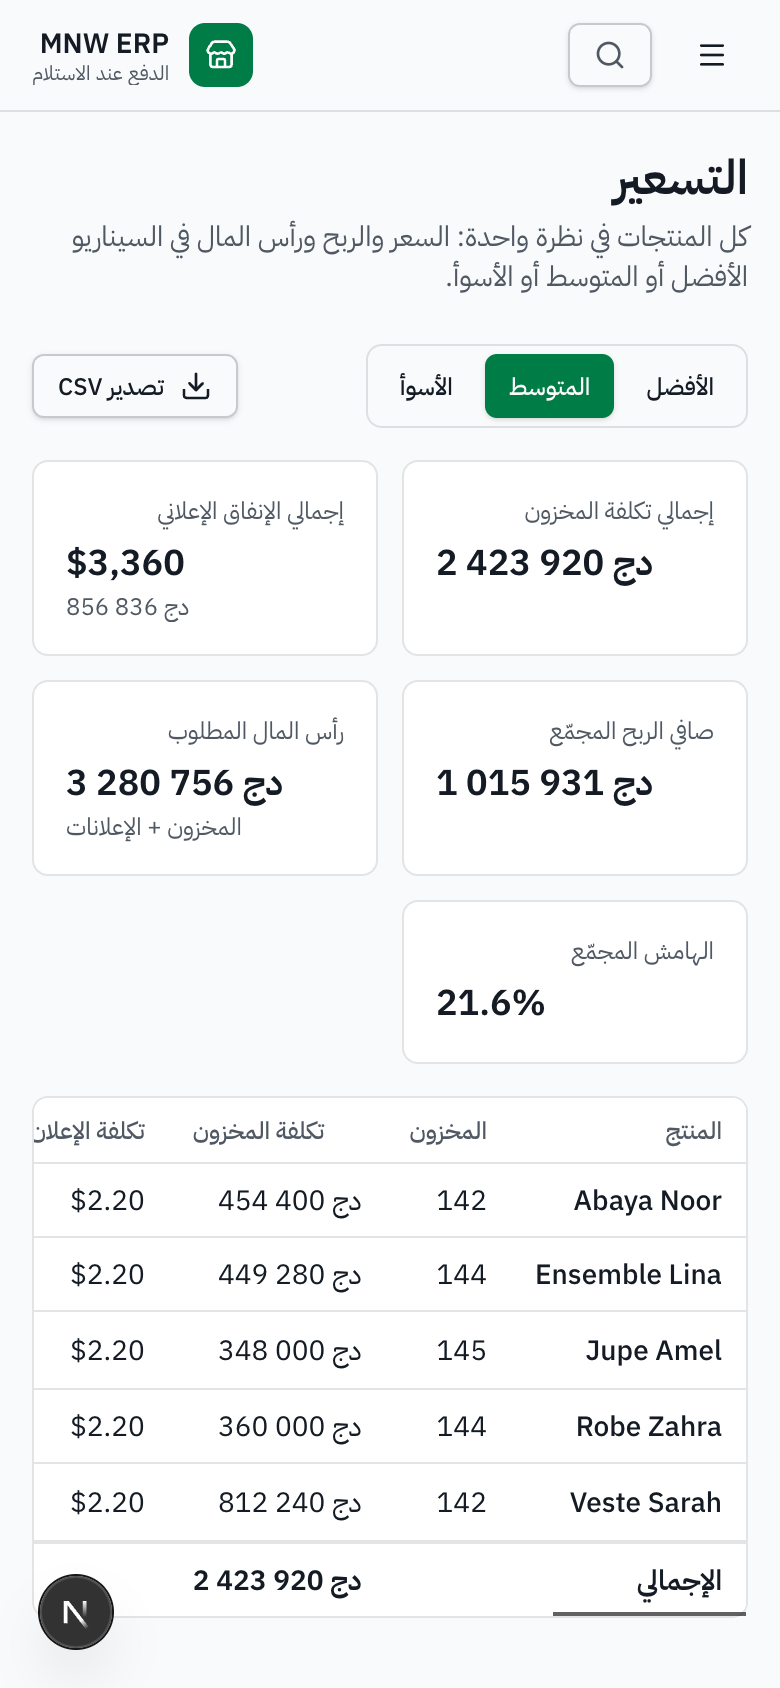 MNW ERP
الدفع عند الاستلام
التسعير
كل المنتجات في نظرة واحدة: السعر والربح ورأس المال في السيناريو
الأفضل أو المتوسط أو الأسوأ.
الأفضل
المتوسط
الأسوأ
تصدير CSV
إجمالي تكلفة المخزون
2 423 920 دج
إجمالي الإنفاق الإعلاني
$3,360
856 836 دج
صافي الربح المجمّع
1 015 931 دج
رأس المال المطلوب
3 280 756 دج
المخزون + الإعلانات
الهامش المجمّع
21.6%
المنتج المخزون تكلفة المخزون تكلفة الإعلان
Abaya Noor 142 454 400 دج $2.20
Ensemble Lina 144 449 280 دج $2.20
Jupe Amel 145 348 000 دج $2.20
Robe Zahra 144 360 000 دج $2.20
Veste Sarah 142 812 240 دج $2.20
الإجمالي 2 423 920 دج
N